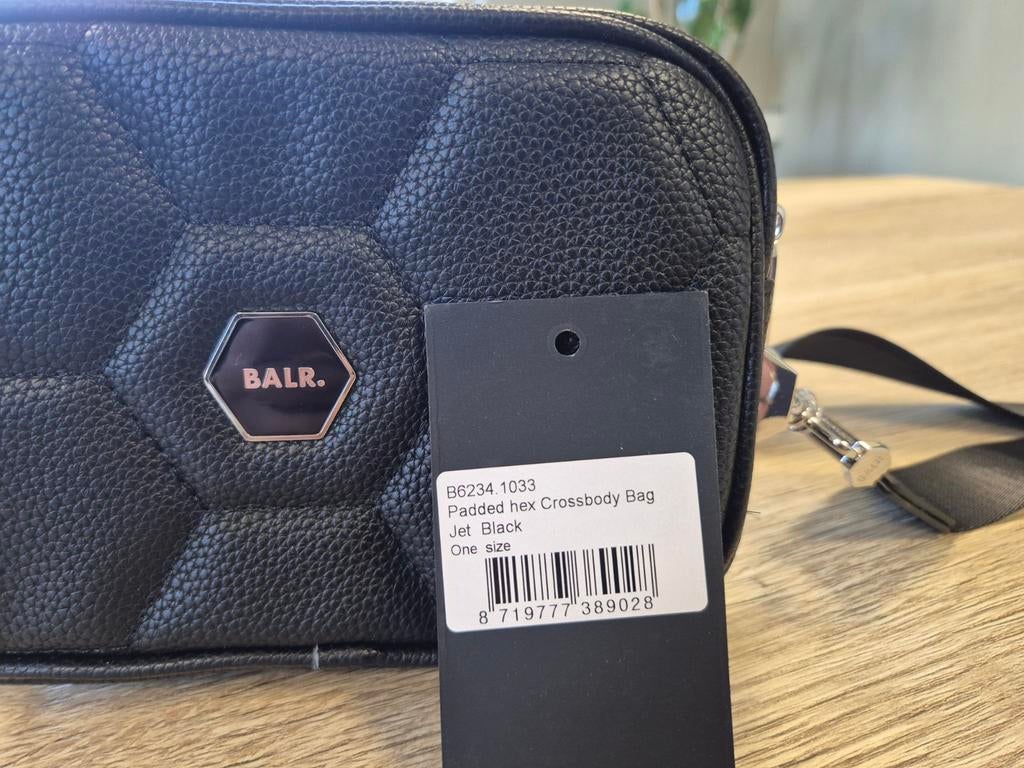 BALR.
B6234.1033
Padded hex Crossbody Bag
Jet Black
One size
8 719777 389028